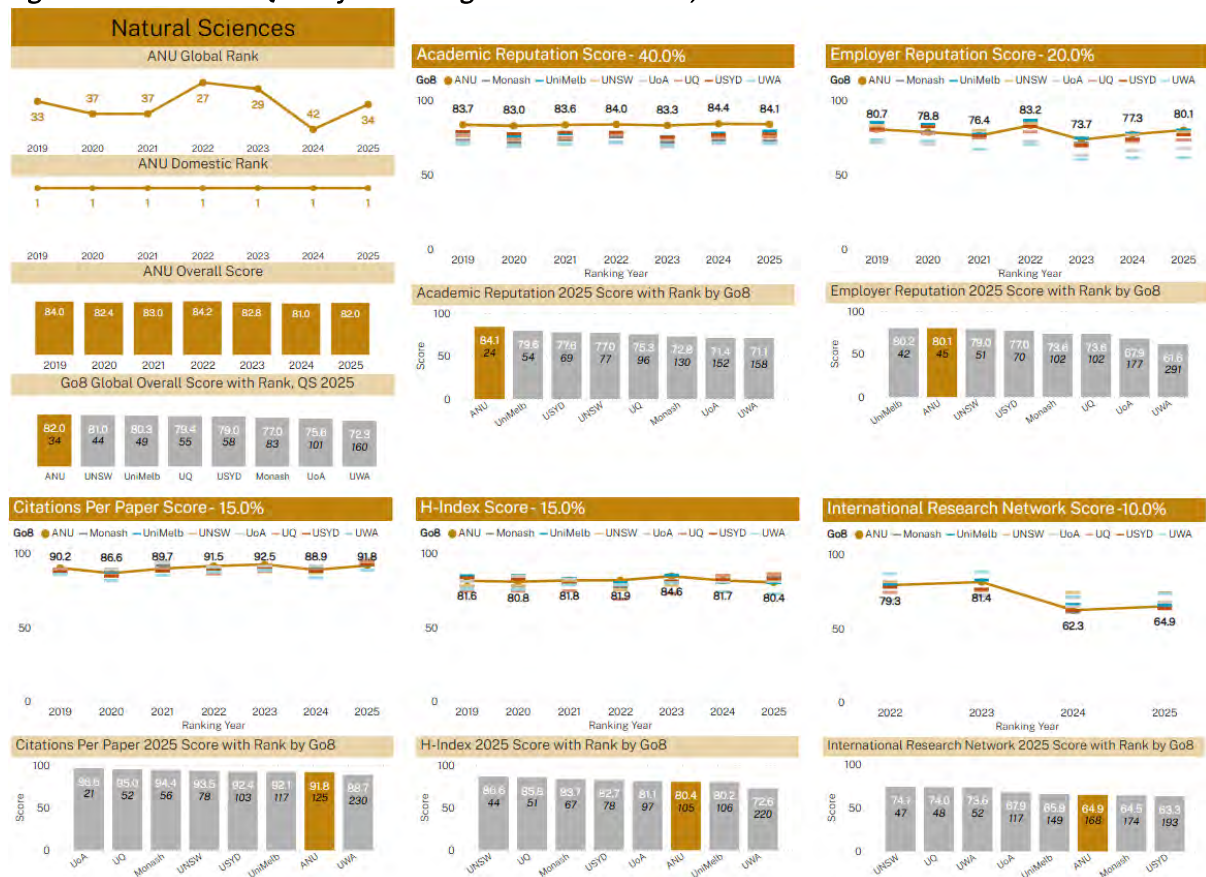 Natural Sciences
ANU Global Rank
33 37 37 27 29 42 34
2019 2020 2021 2022 2023 2024 2025
ANU Domestic Rank
1 1 1 1 1 1 1
2019 2020 2021 2022 2023 2024 2025
ANU Overall Score
84.0 82.4 83.0 84.2 82.8 81.0 82.0
2019 2020 2021 2022 2023 2024 2025
Go8 Global Overall Score with Rank, QS 2025
82.0 81.0 80.3 79.4 79.0 77.0 75.6 72.3
34 44 49 55 58 83 101 160
ANU UNSW UniMelb UQ USYD Monash UoA UWA
Academic Reputation Score - 40.0%
Go8 ANU Monash UniMelb UNSW UoA UQ USYD UWA
100
83.7 83.0 83.6 84.0 83.3 84.4 84.1
50
0
2019 2020 2021 2022 2023 2024 2025
Ranking Year
Academic Reputation 2025 Score with Rank by Go8
100
84.1 79.6 77.6 77.0 75.3 72.8 71.4 71.1
24 54 69 77 96 130 152 158
50
0
Score
ANU UniMelb USYD UNSW UQ Monash UoA UWA
Employer Reputation Score - 20.0%
Go8 ANU Monash UniMelb UNSW UoA UQ USYD UWA
100
80.7 78.8 76.4 83.2 73.7 77.3 80.1
50
0
2019 2020 2021 2022 2023 2024 2025
Ranking Year
Employer Reputation 2025 Score with Rank by Go8
100
80.2 80.1 79.0 77.0 73.6 73.6 67.9 61.6
42 45 51 70 102 102 177 291
50
0
Score
UniMelb ANU UNSW USYD Monash UQ UoA UWA
Citations Per Paper Score - 15.0%
Go8 ANU Monash UniMelb UNSW UoA UQ USYD UWA
100
90.2 86.6 89.7 91.5 92.5 88.9 91.8
50
0
2019 2020 2021 2022 2023 2024 2025
Ranking Year
Citations Per Paper 2025 Score with Rank by Go8
100
95.0 94.4 93.5 92.4 92.1 91.8 88.7
21 52 56 78 103 117 125 230
50
0
Score
UoA UQ Monash UNSW USYD UniMelb ANU UWA
H-Index Score - 15.0%
Go8 ANU Monash UniMelb UNSW UoA UQ USYD UWA
100
81.6 80.8 81.8 81.9 84.6 81.7 80.4
50
0
2019 2020 2021 2022 2023 2024 2025
Ranking Year
H-Index 2025 Score with Rank by Go8
100
86.6 82.7 81.1 80.4 80.2 72.6
44 51 67 78 97 105 106 220
50
0
Score
UNSW UQ Monash USYD UoA ANU UniMelb UWA
International Research Network Score -10.0%
Go8 ANU Monash UniMelb UNSW UoA UQ USYD UWA
100
79.3 81.4 62.3 64.9
50
0
2022 2023 2024 2025
Ranking Year
International Research Network 2025 Score with Rank by Go8
100
74.1 74.0 73.6 67.9 65.9 64.9 64.5 63.3
47 48 52 117 149 168 174 193
50
0
Score
UNSW UQ UWA UoA UniMelb ANU Monash USYD